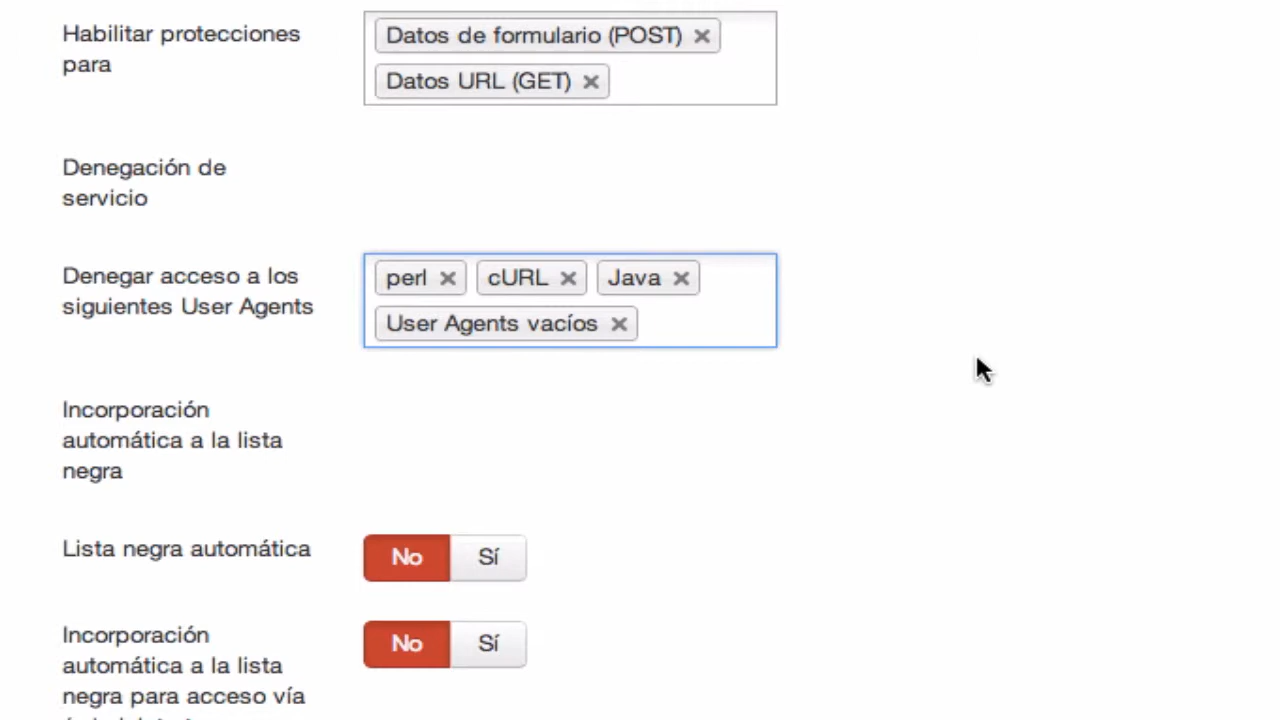 Habilitar protecciones
para
Datos de formulario (POST) ×
Datos URL (GET) ×
Denegación de
servicio
Denegar acceso a los
siguientes User Agents
perl × cURL × Java ×
User Agents vacíos ×
Incorporación
automática a la lista
negra
Lista negra automática
No Sí
Incorporación
automática a la lista
negra para acceso vía
No Sí